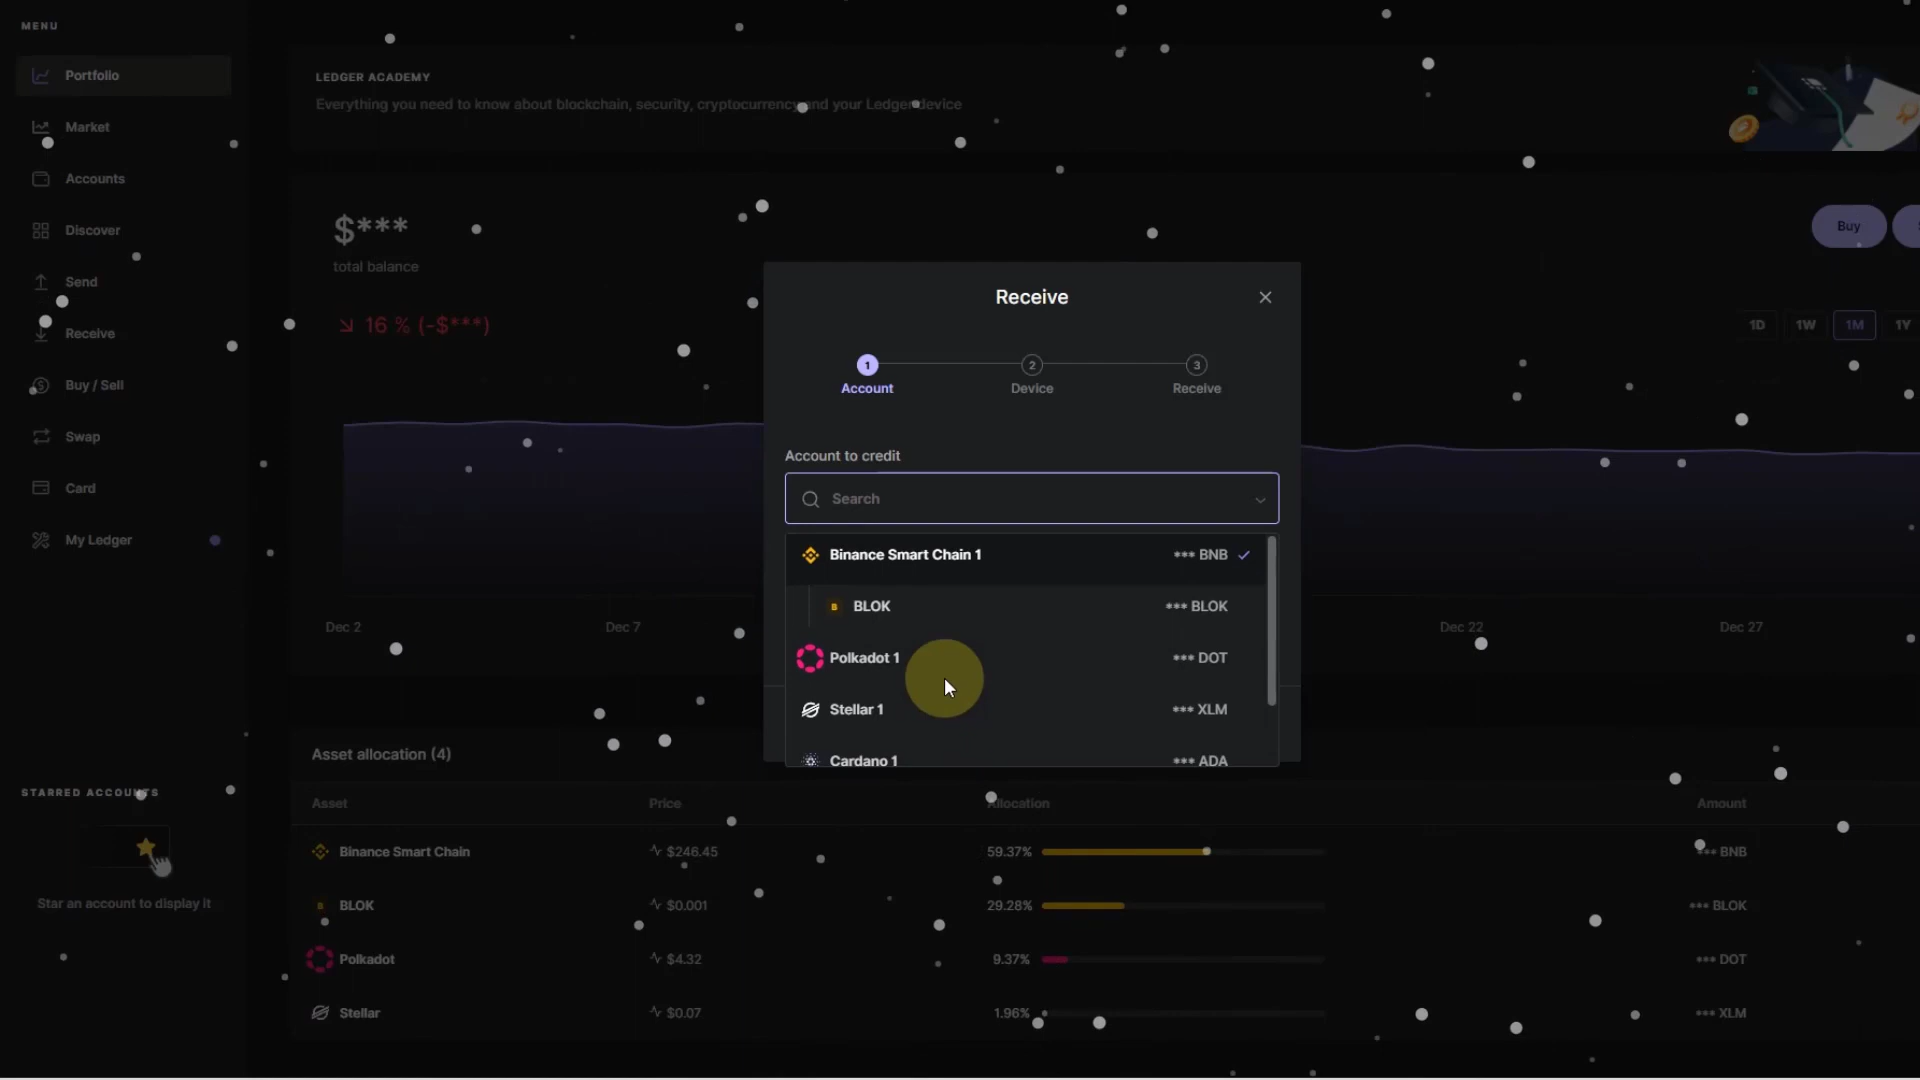 MENU
Portfolio
Market
Accounts
Discover
Send
Receive
Buy / Sell
Swap
Card
My Ledger
STARRED ACCOUNTS
Star an account to display it
LEDGER ACADEMY
Everything you need to know about blockchain, security, cryptocurrency and your Ledger device
$***
total balance
16 % (-$***)
Buy
1D 1W 1M 1Y
Dec 2 Dec 7 Dec 22 Dec 27
Receive
1 2 3
Account Device Receive
Account to credit
Search
Binance Smart Chain 1 *** BNB
BLOK *** BLOK
Polkadot 1 *** DOT
Stellar 1 *** XLM
Cardano 1 *** ADA
Asset allocation (4)
Asset Price Allocation Amount
Binance Smart Chain $246.45 59.37% *** BNB
BLOK $0.001 29.28% *** BLOK
Polkadot $4.32 9.37% *** DOT
Stellar $0.07 1.96% *** XLM